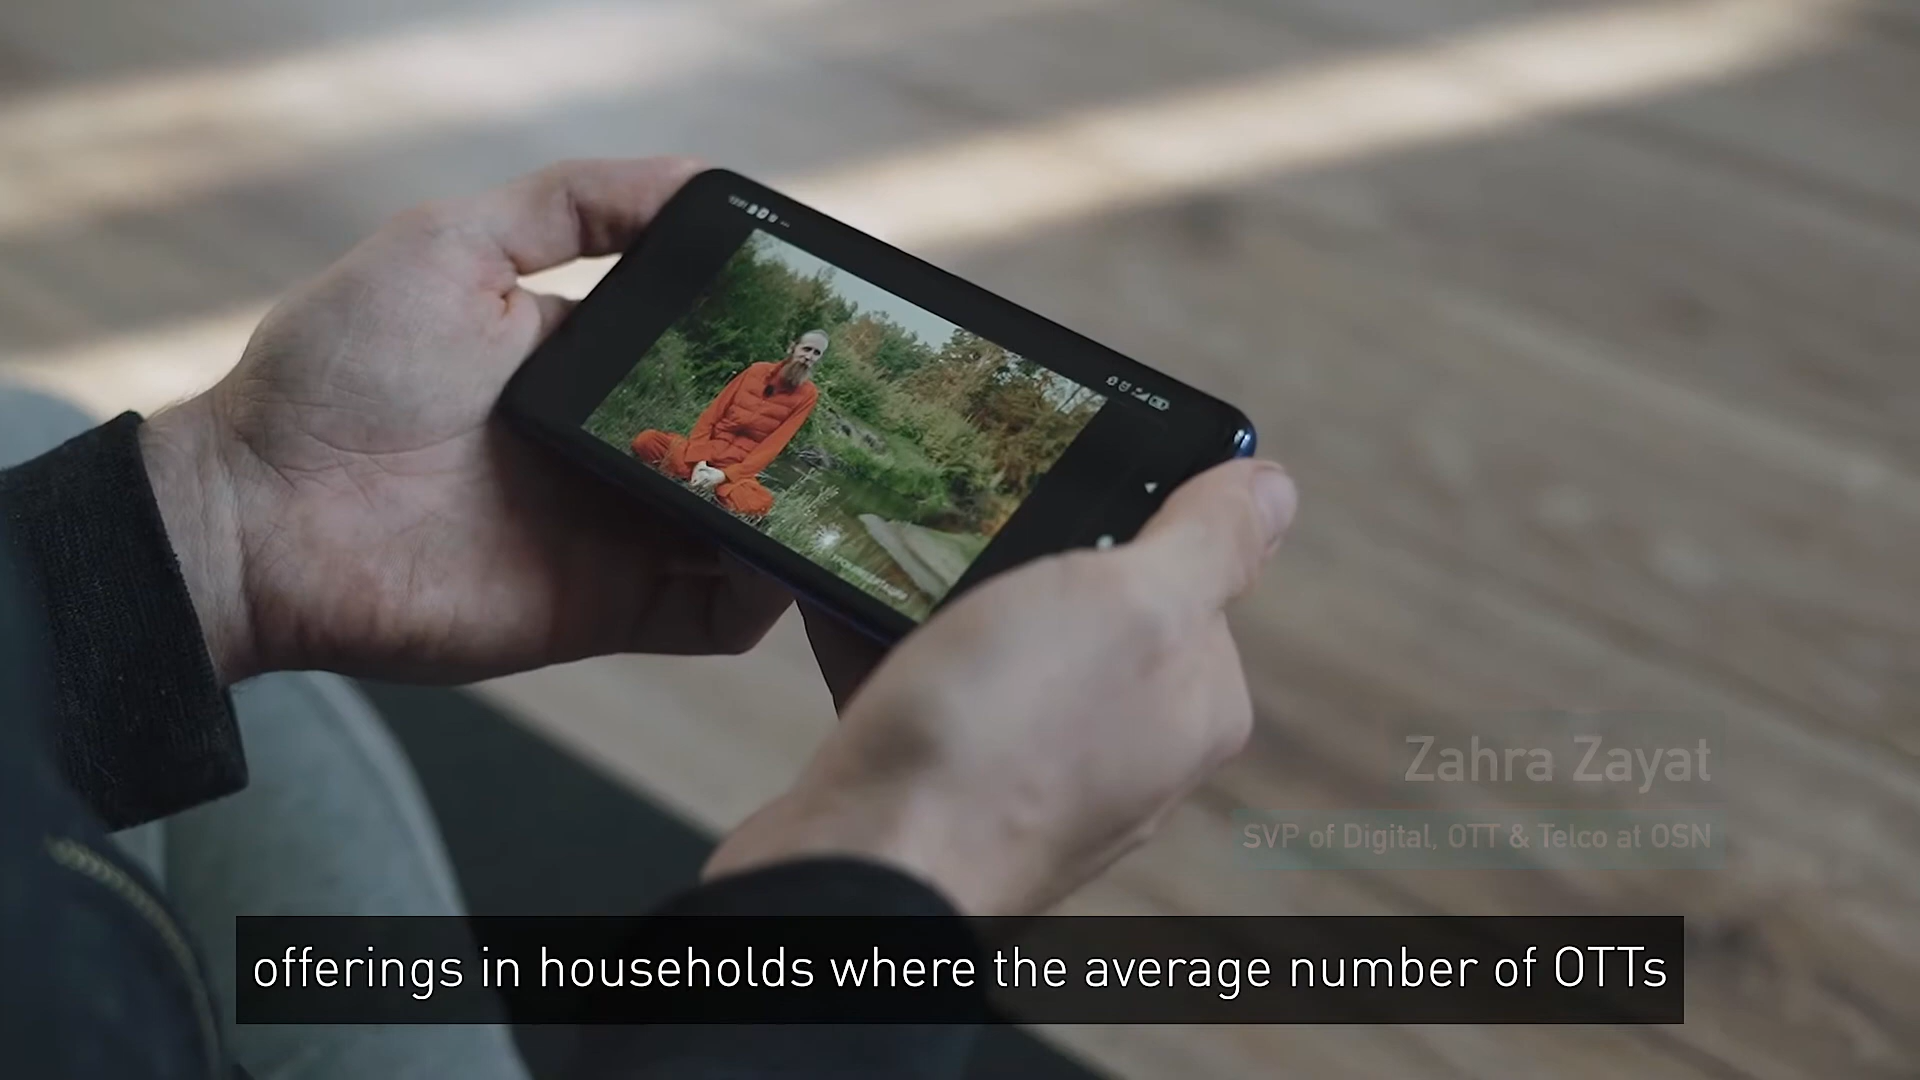 Zahra Zayat
SVP of Digital, OTT & Telco at OSN
offerings in households where the average number of OTTs